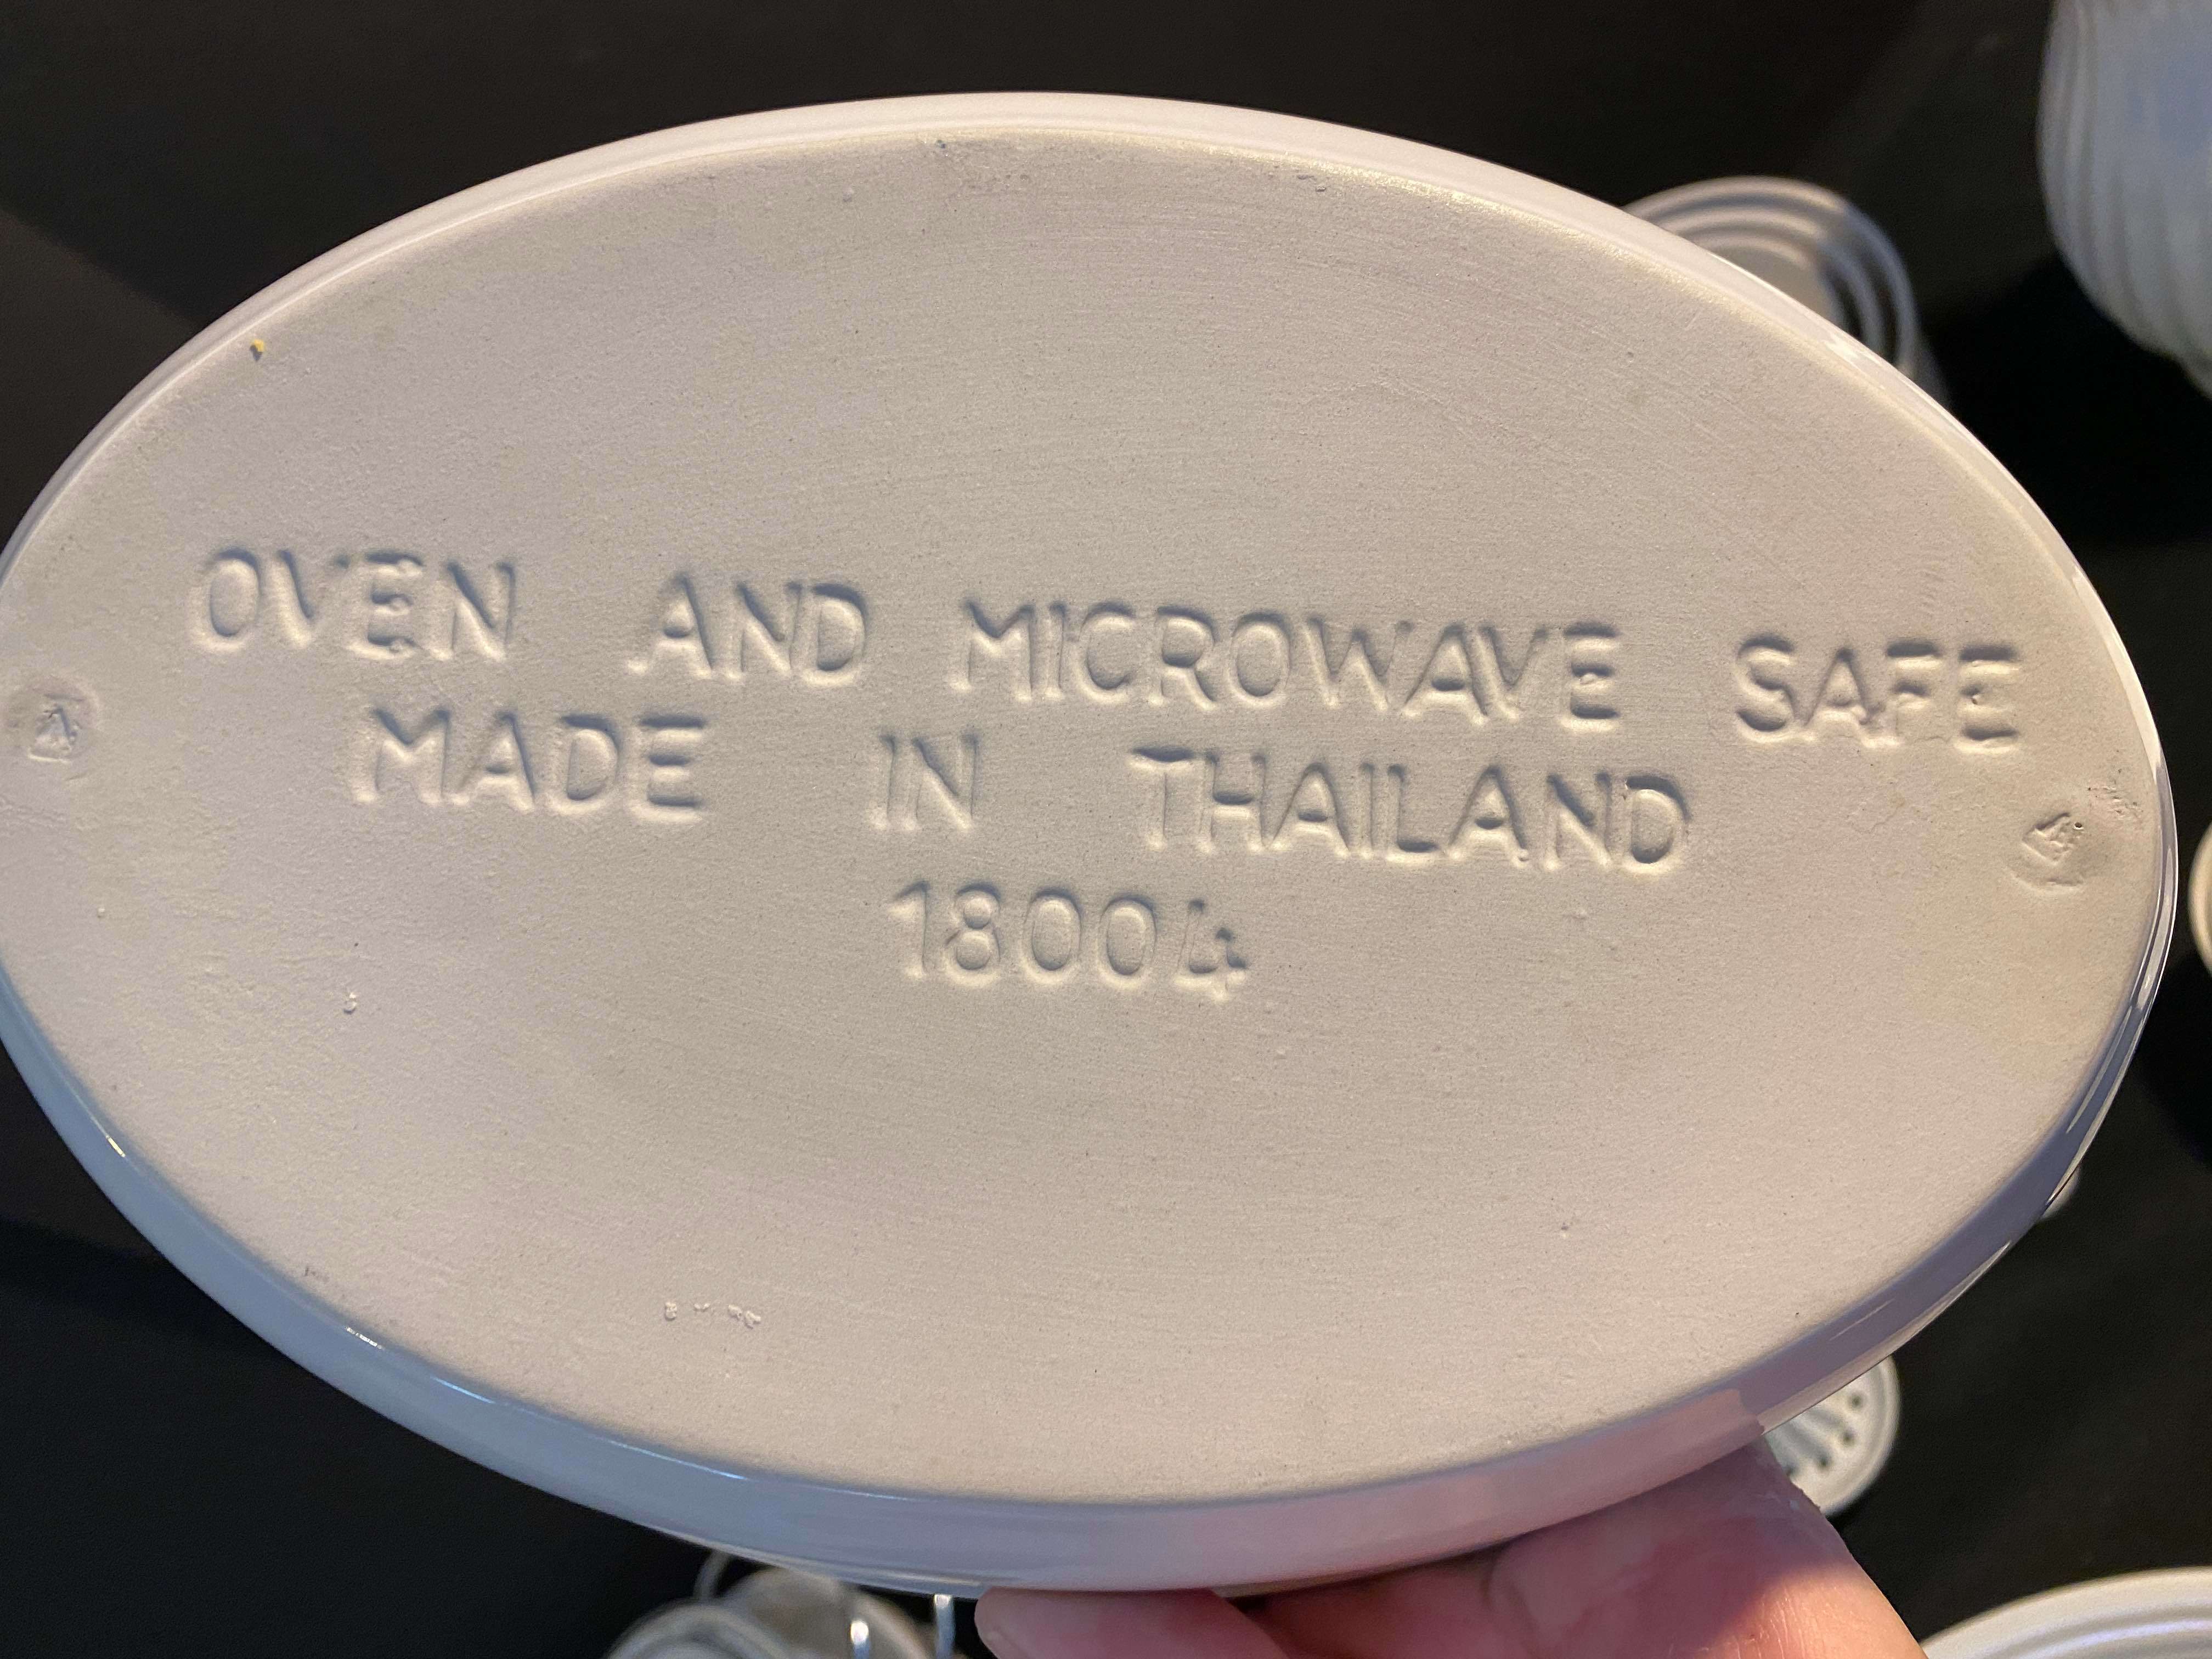 OVEN AND MICROWAVE SAFE
MADE IN THAILAND
18004